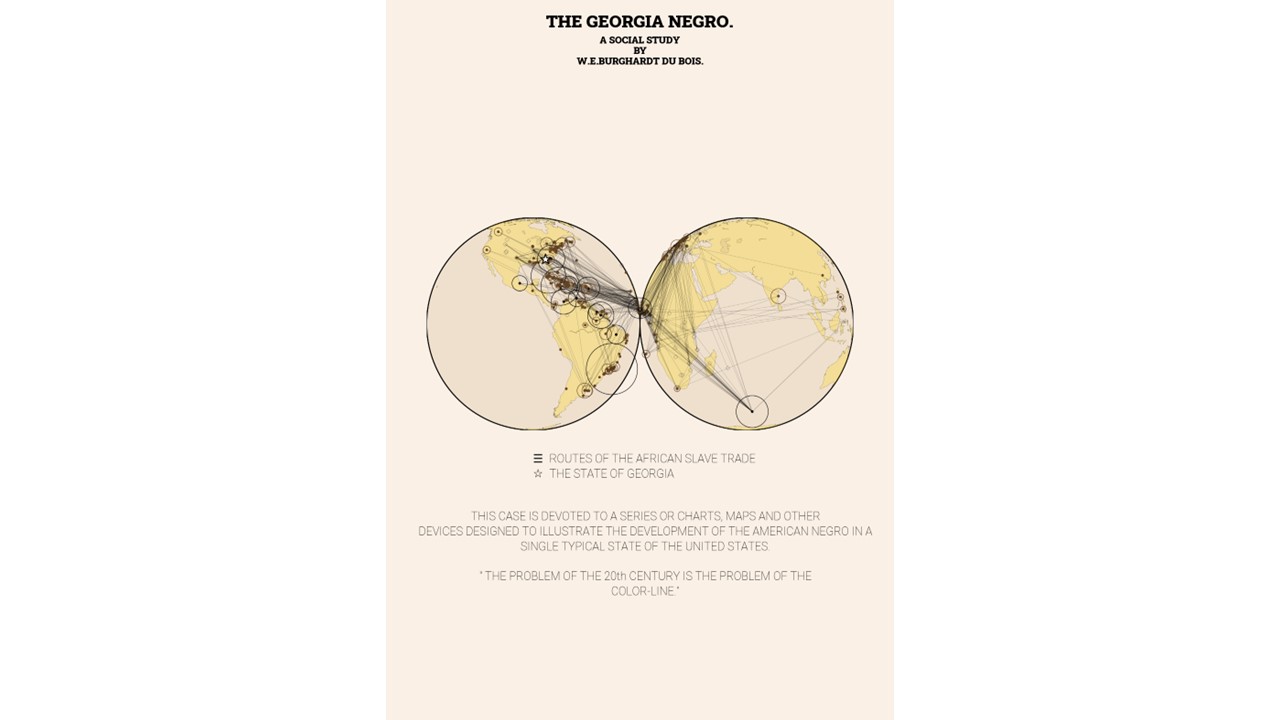 THE GEORGIA NEGRO.
A SOCIAL STUDY
BY
W.E.BURGHARDT DU BOIS.
ROUTES OF THE AFRICAN SLAVE TRADE
THE STATE OF GEORGIA
THIS CASE IS DEVOTED TO A SERIES OR CHARTS, MAPS AND OTHER
DEVICES DESIGNED TO ILLUSTRATE THE DEVELOPMENT OF THE AMERICAN NEGRO IN A
SINGLE TYPICAL STATE OF THE UNITED STATES.
" THE PROBLEM OF THE 20th CENTURY IS THE PROBLEM OF THE
COLOR-LINE."